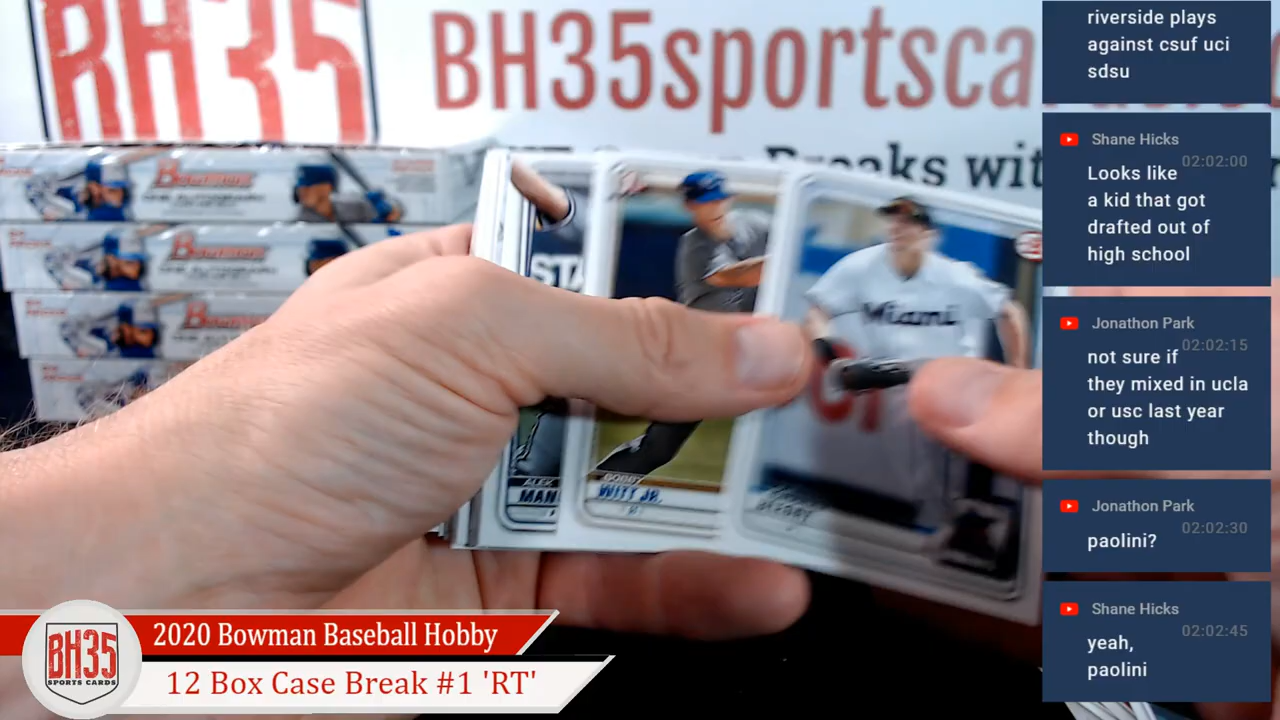 BH35
BH35sportsca
Breaks wit
BOWMAN
BOWMAN
BOWMAN
STA
Miami
ALEK
MAN
BOBBY
WITT JR.
riverside plays
against csuf uci
sdsu
Shane Hicks
02:02:00
Looks like
a kid that got
drafted out of
high school
Jonathon Park
02:02:15
not sure if
they mixed in ucla
or usc last year
though
Jonathon Park
02:02:30
paolini?
Shane Hicks
02:02:45
yeah,
paolini
BH35
SPORTS CARDS
2020 Bowman Baseball Hobby
12 Box Case Break #1 'RT'